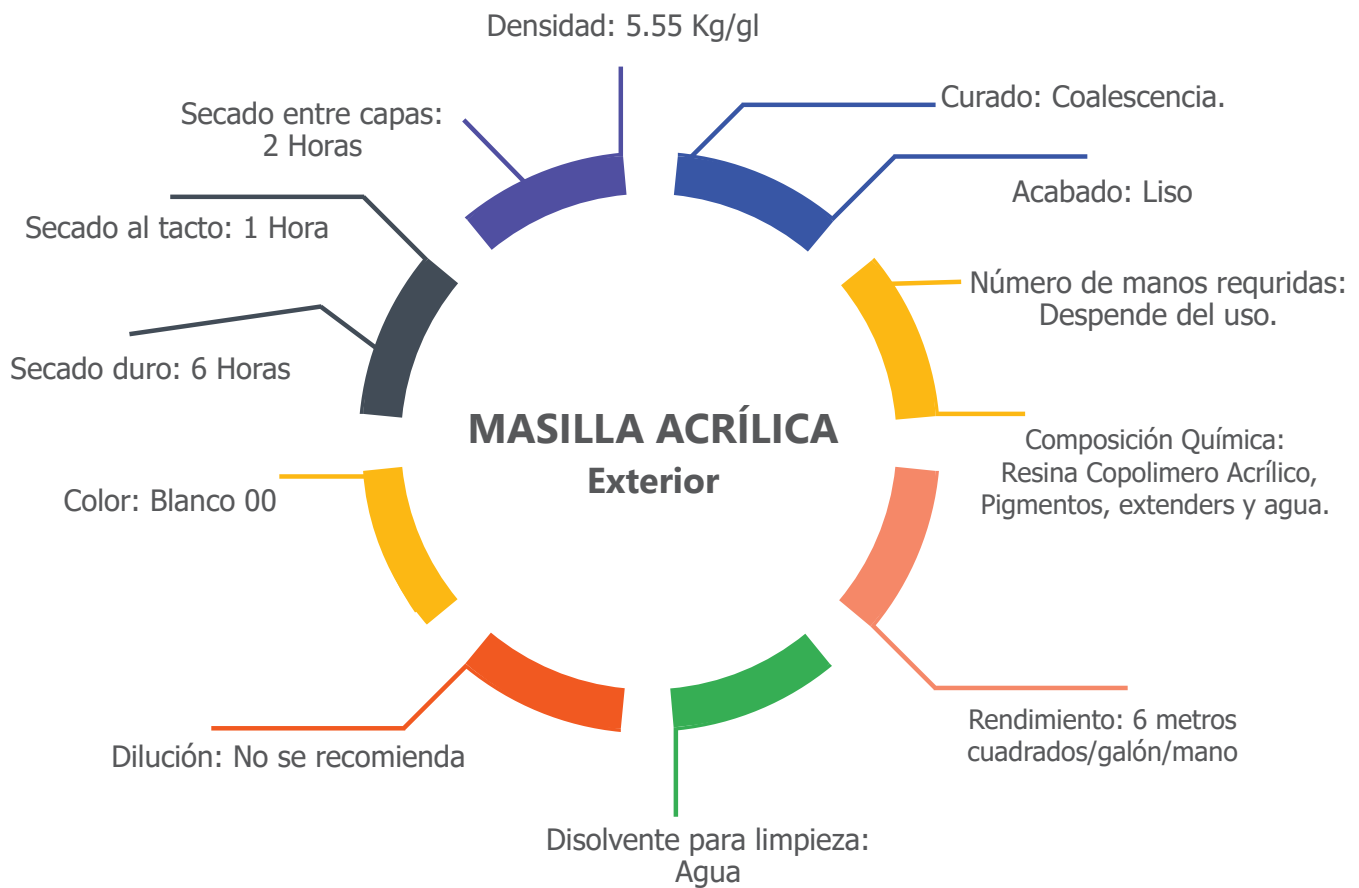 Densidad: 5.55 Kg/gl
Curado: Coalescencia.
Secado entre capas:
2 Horas
Acabado: Liso
Secado al tacto: 1 Hora
Número de manos requridas:
Despende del uso.
Secado duro: 6 Horas
MASILLA ACRÍLICA
Exterior
Composición Química:
Resina Copolimero Acrílico,
Pigmentos, extenders y agua.
Color: Blanco 00
Rendimiento: 6 metros
cuadrados/galón/mano
Dilución: No se recomienda
Disolvente para limpieza:
Agua